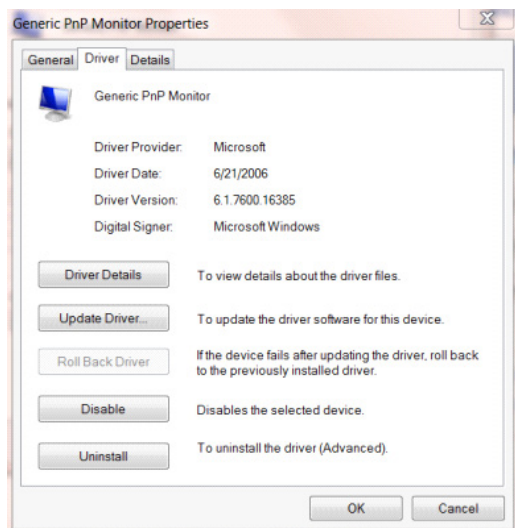 Generic PnP Monitor Properties
General Driver Details
Generic PnP Monitor
Driver Provider: Microsoft
Driver Date: 6/21/2006
Driver Version: 6.1.7600.16385
Digital Signer: Microsoft Windows
Driver Details To view details about the driver files.
Update Driver... To update the driver software for this device.
Roll Back Driver If the device fails after updating the driver, roll back
to the previously installed driver.
Disable Disables the selected device.
Uninstall To uninstall the driver (Advanced).
OK Cancel